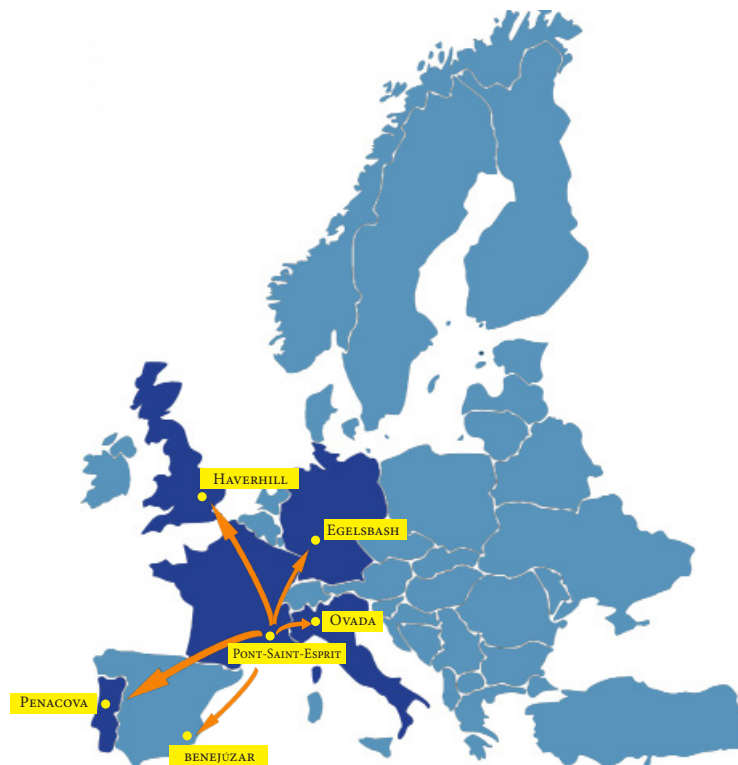 Haverhill
Egelsbash
Ovada
Pont-Saint-Esprit
Penacova
benejúzar